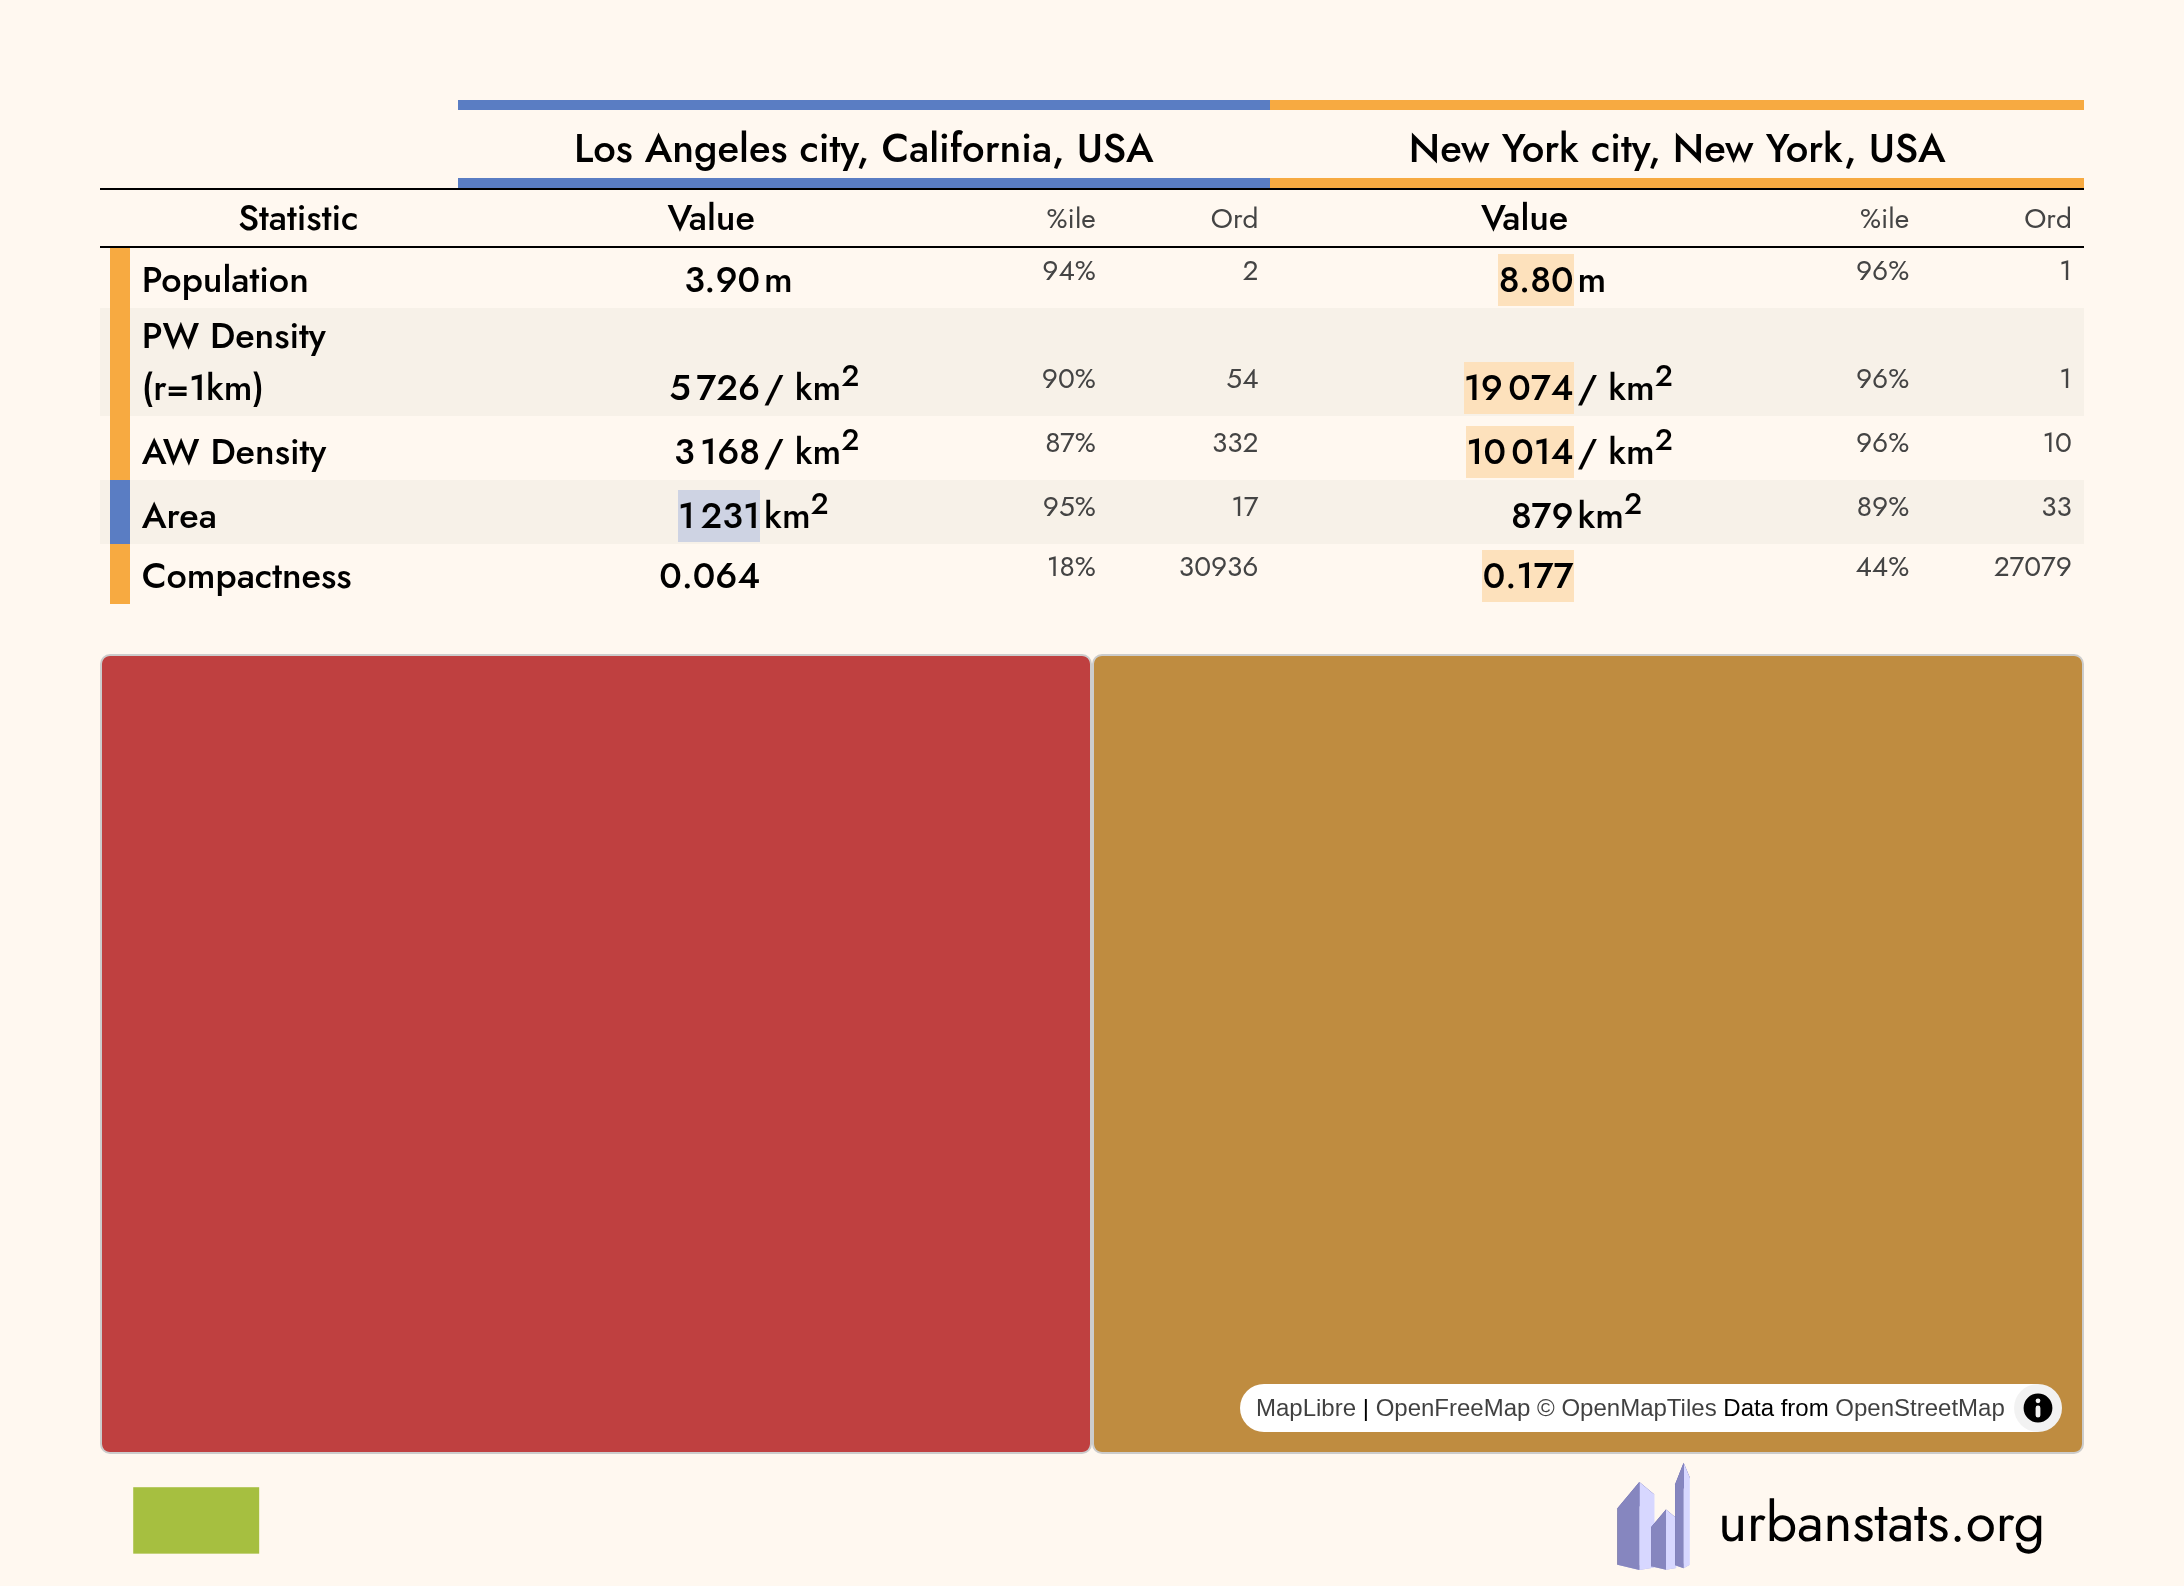 Los Angeles city, California, USA New York city, New York, USA
Statistic Value %ile Ord Value %ile Ord
Population 3.90 m 94% 2 8.80 m 96% 1
PW Density
(r=1km) 5 726 / km² 90% 54 19 074 / km² 96% 1
AW Density 3 168 / km² 87% 332 10 014 / km² 96% 10
Area 1 231 km² 95% 17 879 km² 89% 33
Compactness 0.064 18% 30936 0.177 44% 27079
MapLibre | OpenFreeMap © OpenMapTiles Data from OpenStreetMap
urbanstats.org